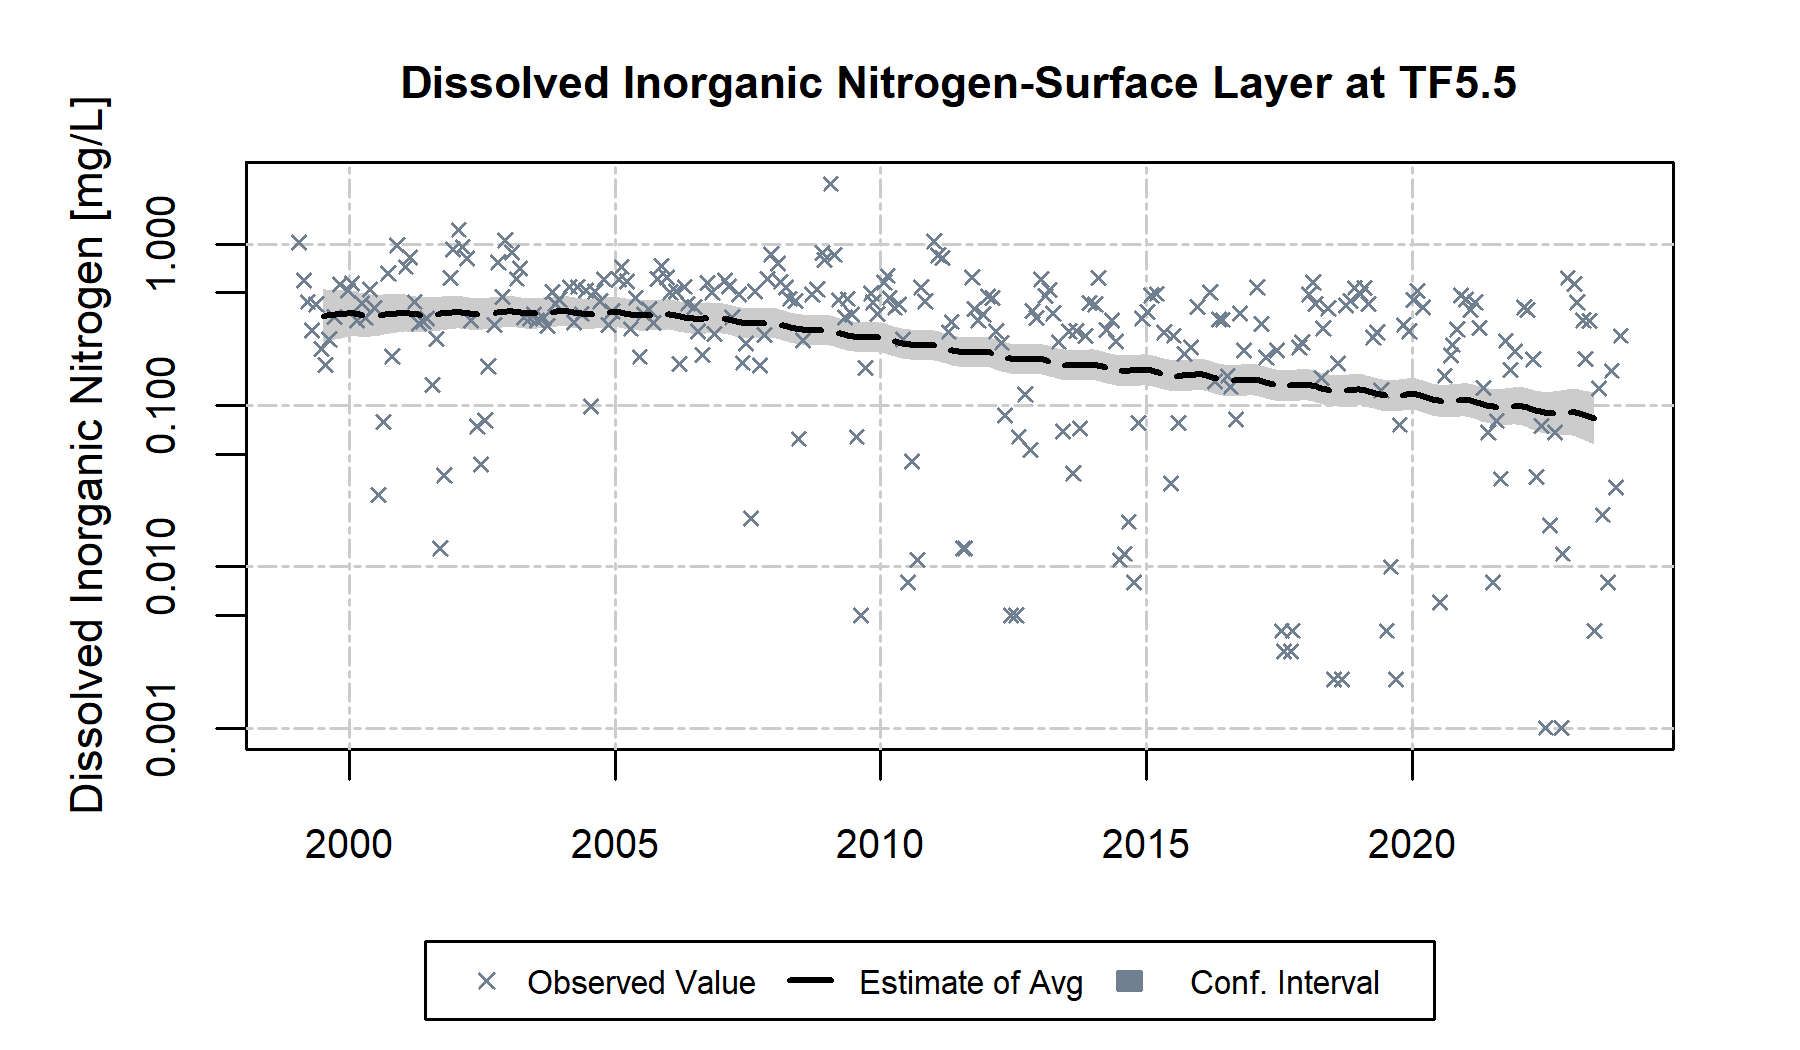 Dissolved Inorganic Nitrogen-Surface Layer at TF5.5
Dissolved Inorganic Nitrogen [mg/L]
1.000
0.100
0.010
0.001
2000 2005 2010 2015 2020
Observed Value Estimate of Avg Conf. Interval